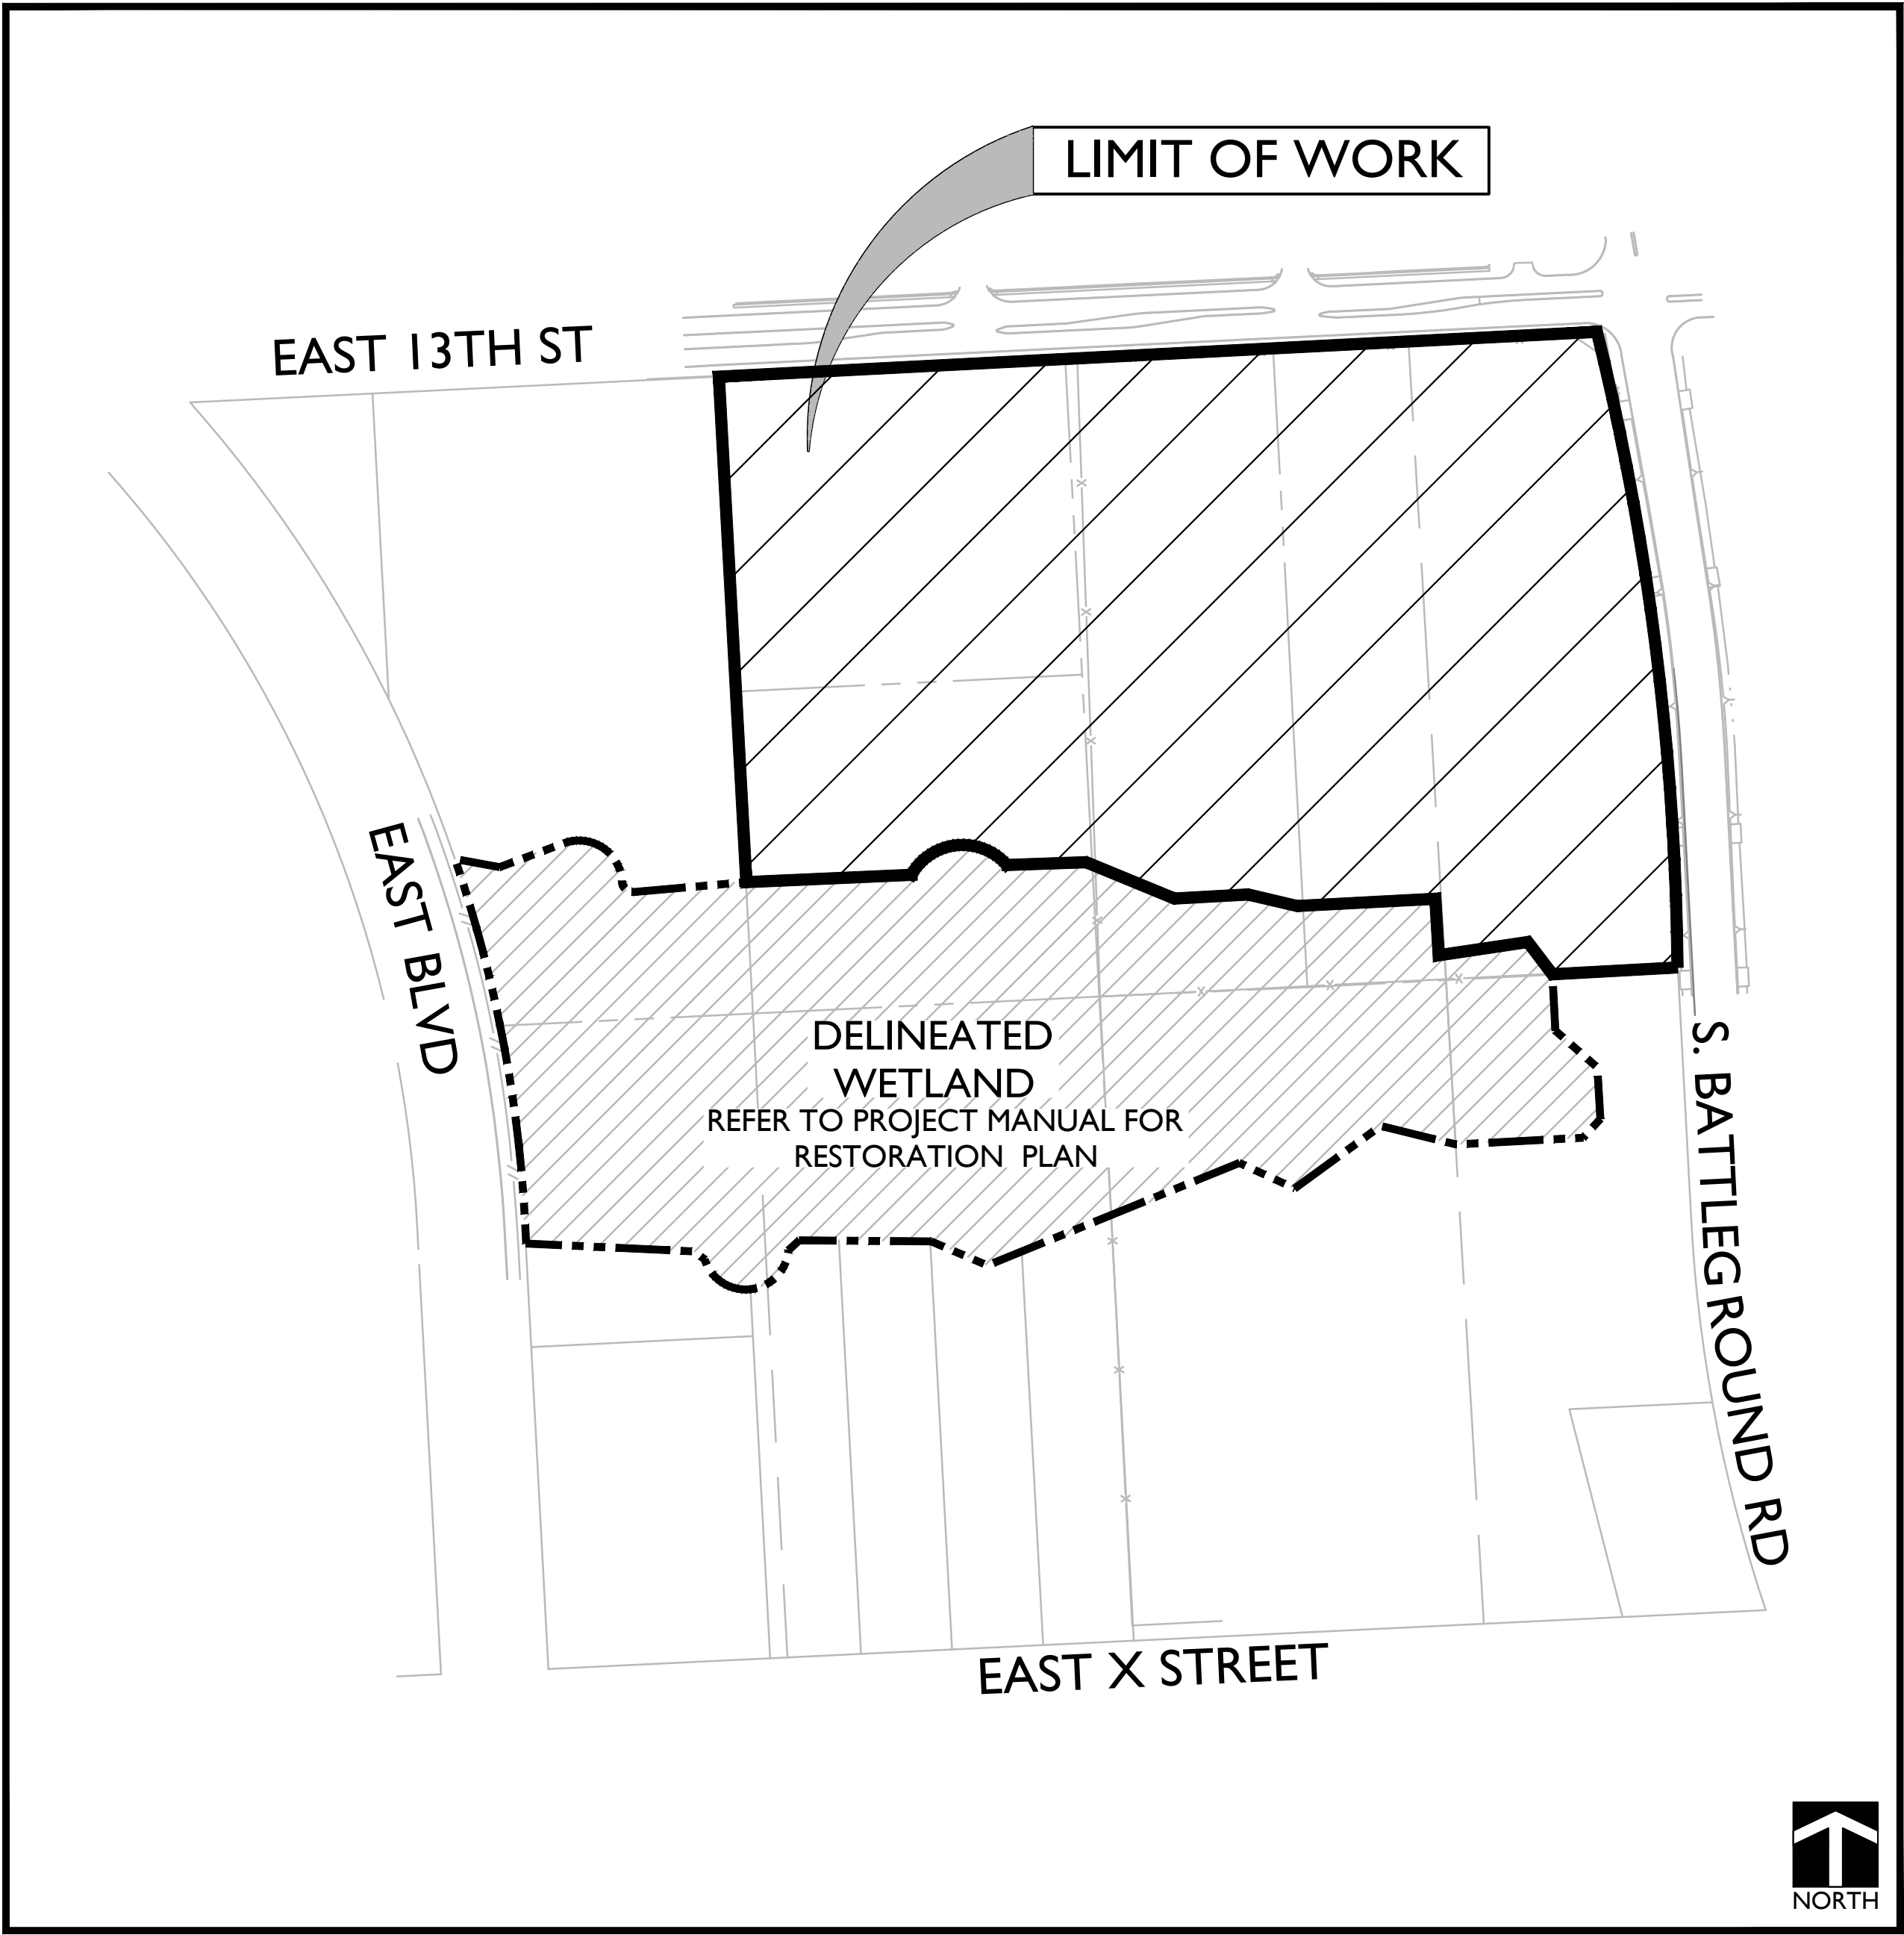 LIMIT OF WORK
EAST 13TH ST
EAST BLVD
DELINEATED
WETLAND
REFER TO PROJECT MANUAL FOR
RESTORATION PLAN
S. BATTLEGROUND RD
EAST X STREET
NORTH